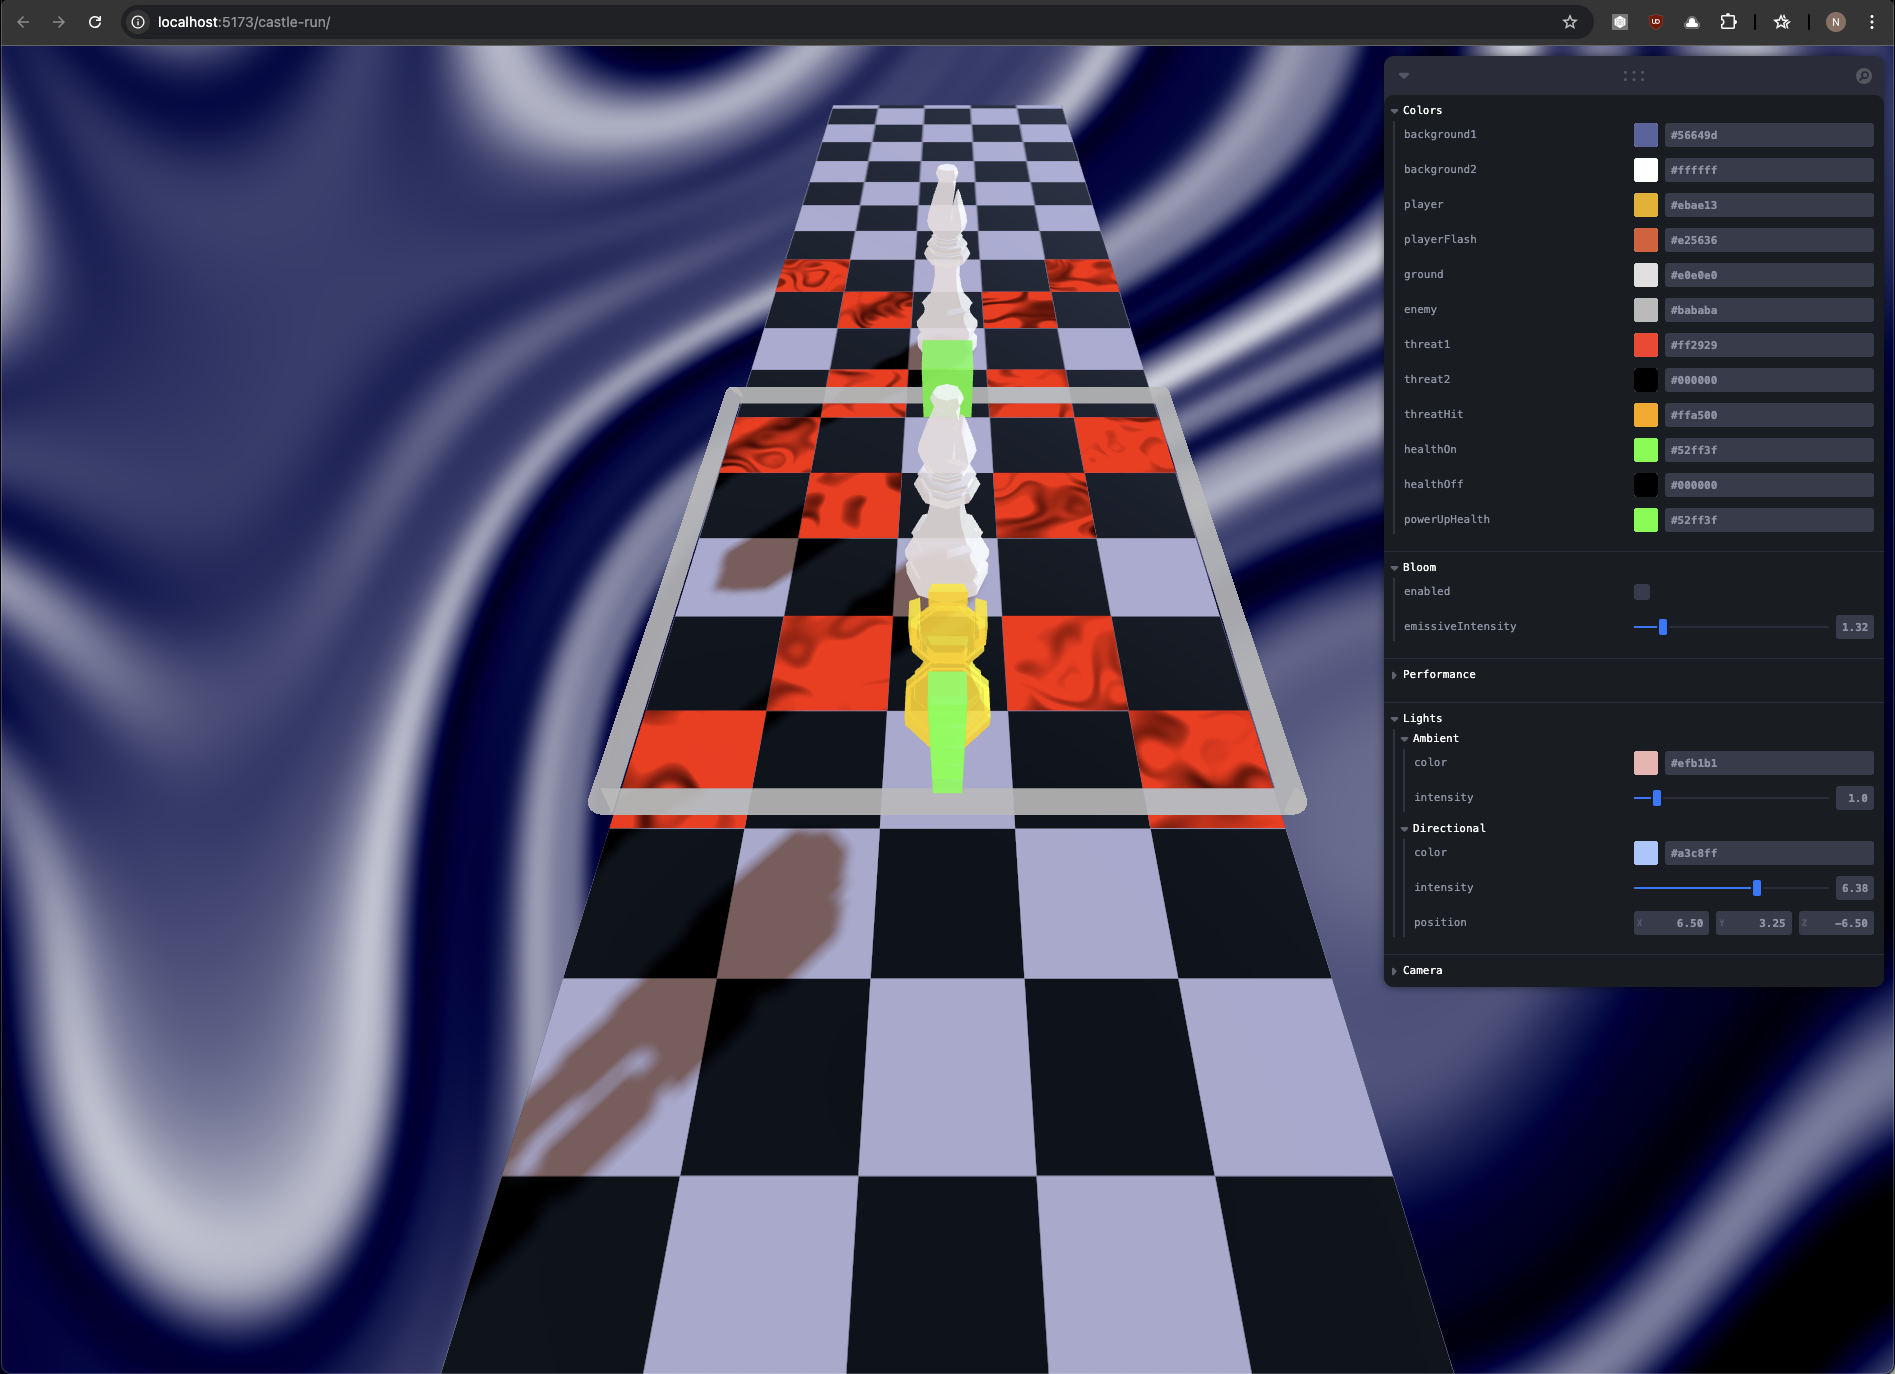 localhost:5173/castle-run/
N
Colors
background1 #56649d
background2 #ffffff
player #ebae13
playerFlash #e25636
ground #e0e0e0
enemy #bababa
threat1 #ff2929
threat2 #000000
threatHit #ffa500
healthOn #52ff3f
healthOff #000000
powerUpHealth #52ff3f
Bloom
enabled
emissiveIntensity 1.32
Performance
Lights
Ambient
color #efb1b1
intensity 1.0
Directional
color #a3c8ff
intensity 6.38
position X 6.50 Y 3.25 Z −6.50
Camera